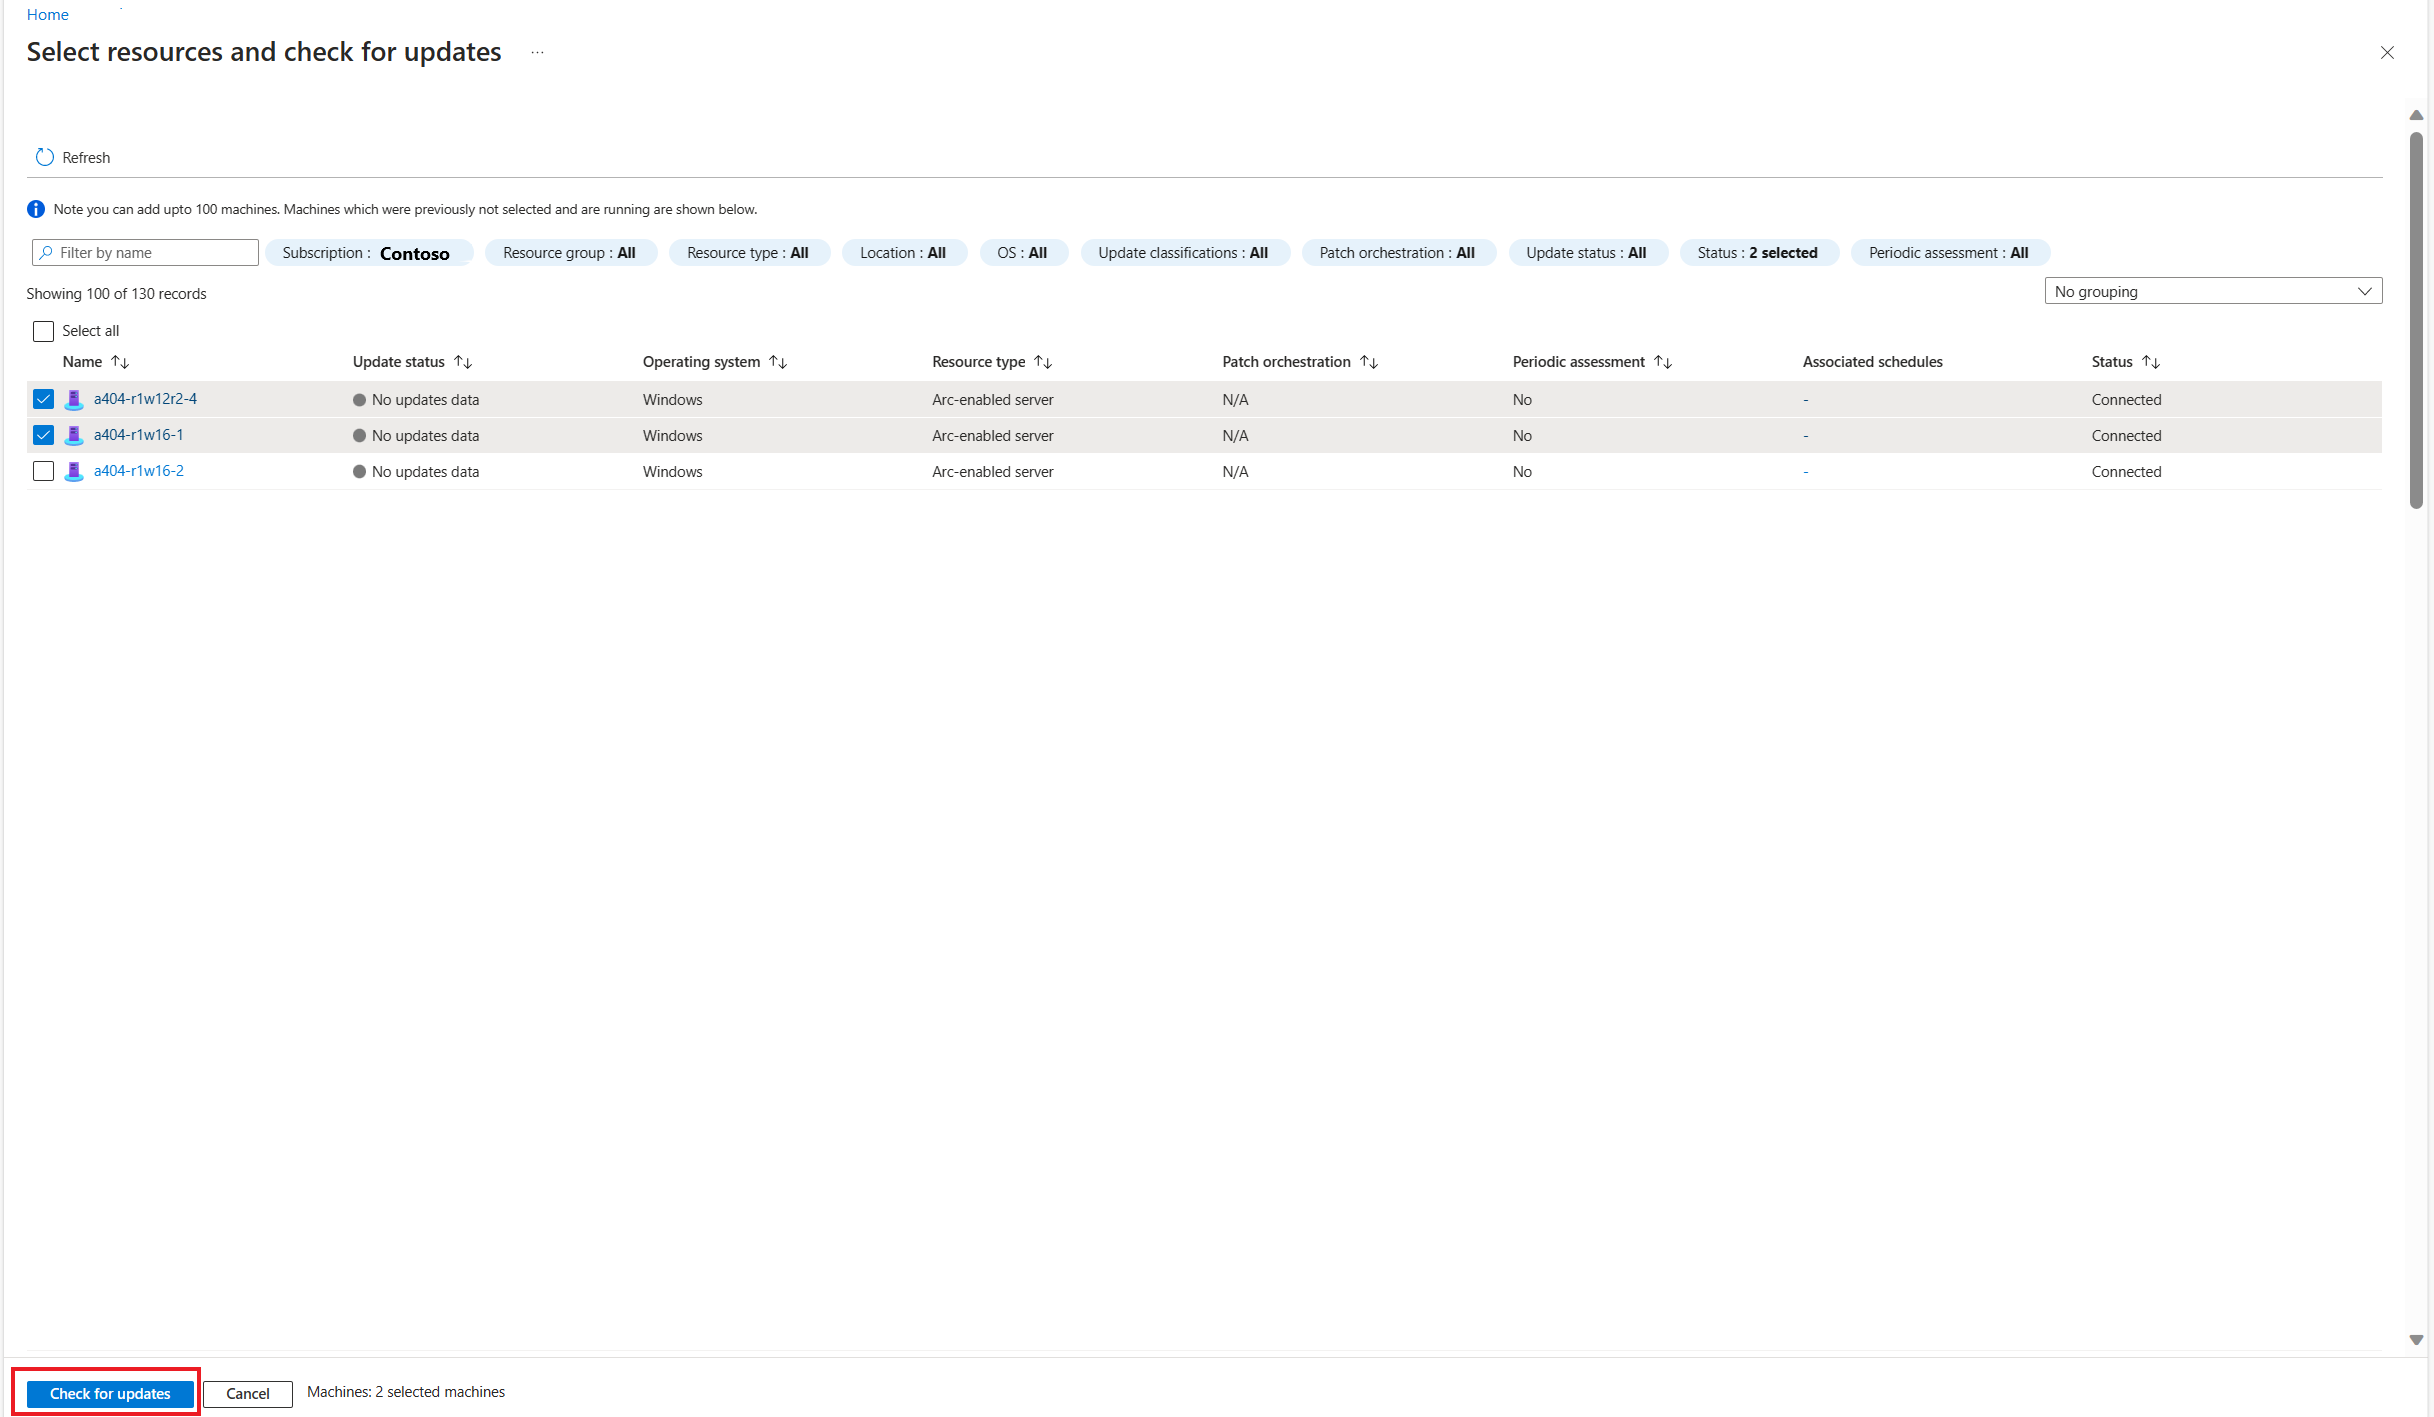 Home
Select resources and check for updates ...
Refresh
Note you can add upto 100 machines. Machines which were previously not selected and are running are shown below.
Filter by name Subscription : Contoso Resource group : All Resource type : All Location : All OS : All Update classifications : All Patch orchestration : All Update status : All Status : 2 selected Periodic assessment : All
Showing 100 of 130 records No grouping
Select all
Name Update status Operating system Resource type Patch orchestration Periodic assessment Associated schedules Status
a404-r1w12r2-4 No updates data Windows Arc-enabled server N/A No - Connected
a404-r1w16-1 No updates data Windows Arc-enabled server N/A No - Connected
a404-r1w16-2 No updates data Windows Arc-enabled server N/A No - Connected
Check for updates Cancel Machines: 2 selected machines